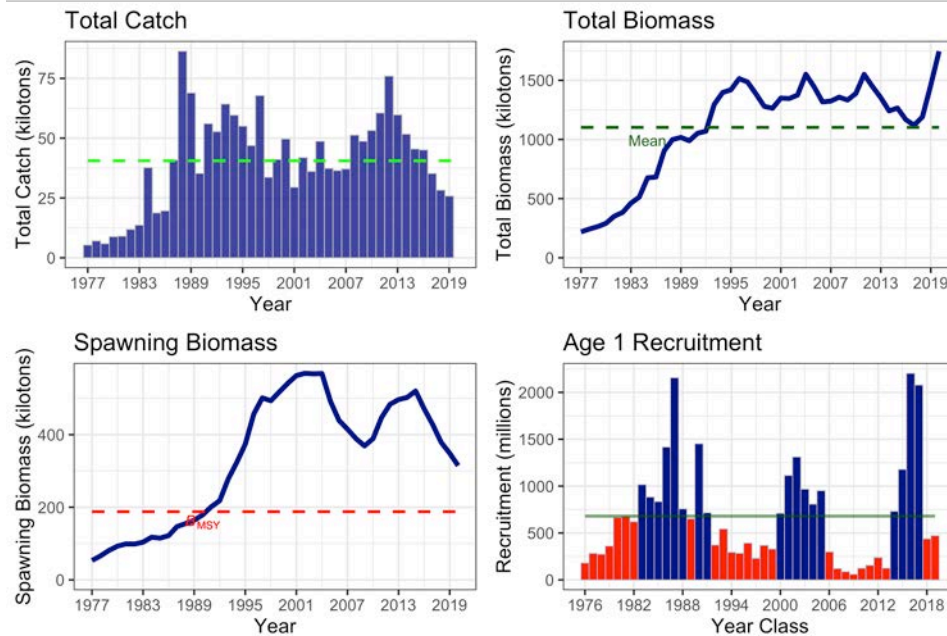 Total Catch
Total Catch (kilotons)
75
50
25
0
1977 1983 1989 1995 2001 2007 2013 2019
Year
Total Biomass
Total Biomass (kilotons)
1500
1000
500
0
Mean
1977 1983 1989 1995 2001 2007 2013 2019
Year
Spawning Biomass
Spawning Biomass (kilotons)
400
200
0
MSY
1977 1983 1989 1995 2001 2007 2013 2019
Year
Age 1 Recruitment
Recruitment (millions)
2000
1500
1000
500
0
1976 1982 1988 1994 2000 2006 2012 2018
Year Class